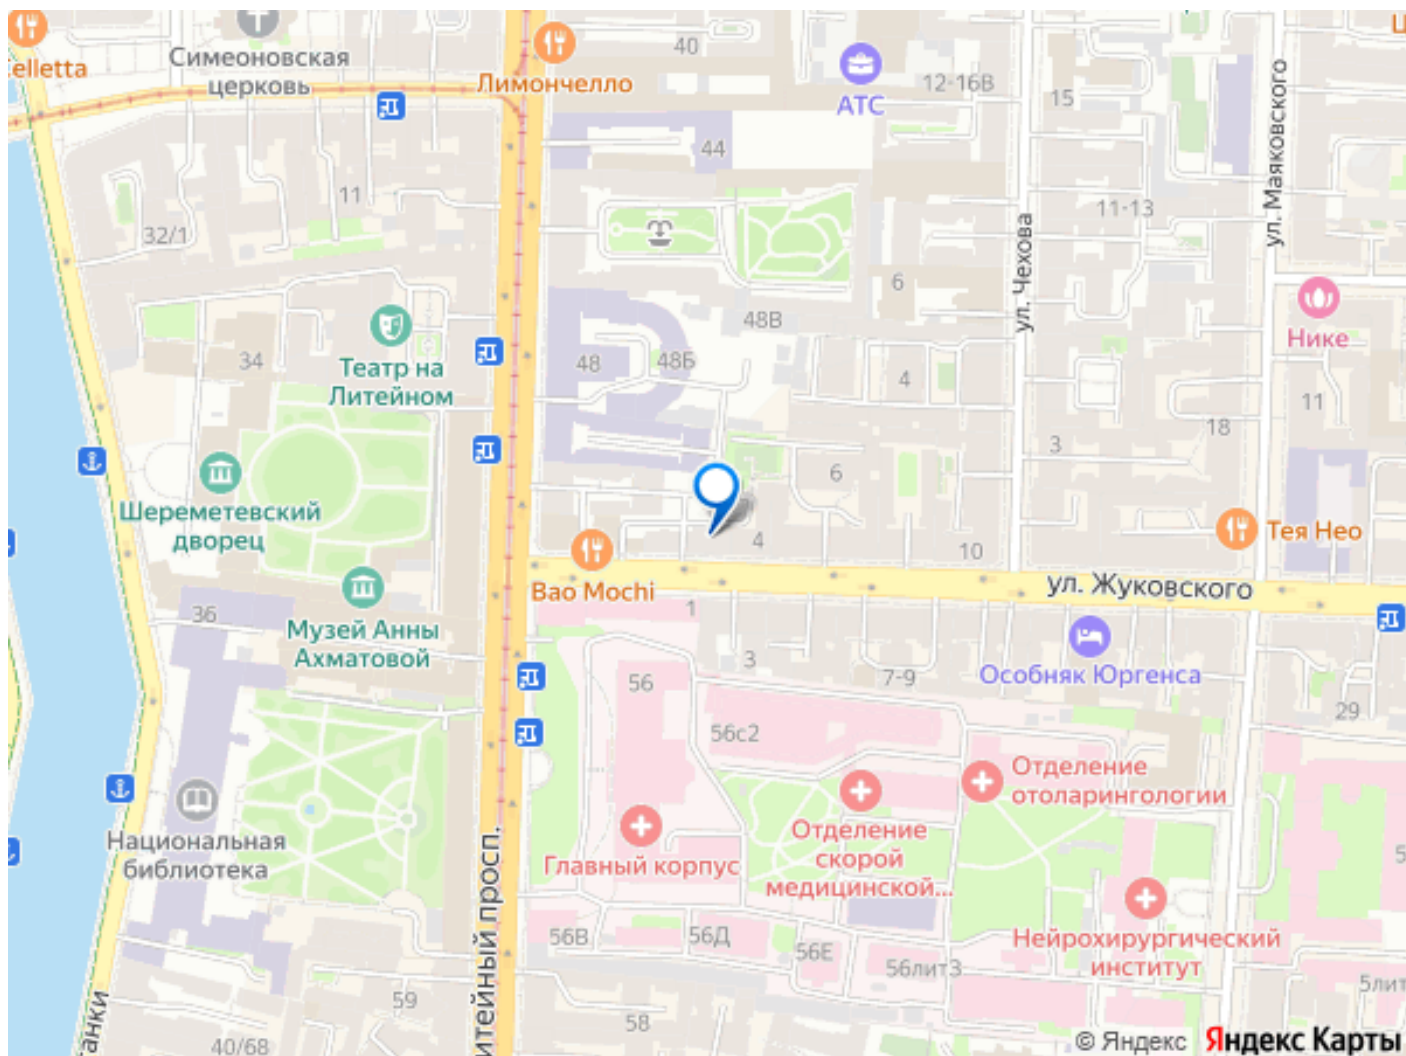 elletta
Симеоновская
церковь
Лимончелло
40
АТС
12-16В
15
44
11
32/1
11-13
ул. Маяковского
ул. Чехова
6
48В
Нике
34
Театр на
Литейном
48
48Б
4
11
18
3
6
Шереметевский
дворец
4
10
Тея Нео
Bao Mochi
ул. Жуковского
36
Музей Анны
Ахматовой
1
3
7-9
Особняк Юргенса
56
29
56с2
Отделение
отоларингологии
Национальная
библиотека
Главный корпус
Отделение
скорой
медицинской...
Нейрохирургический
институт
56В
56Д
56Е
56лит3
5
5лит
59
58
40/68
итейный просп.
анки
© Яндекс Яндекс Карты